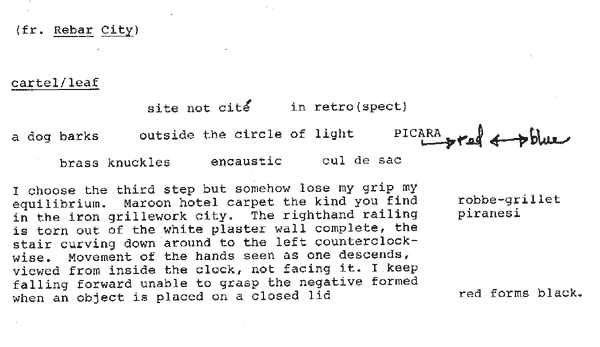 (fr. Rebar City)
cartel/leaf
site not cité in retro(spect)
a dog barks outside the circle of light PICARA red ↔ blue
brass knuckles encaustic cul de sac
I choose the third step but somehow lose my grip my
equilibrium. Maroon hotel carpet the kind you find robbe-grillet
in the iron grillework city. The righthand railing piranesi
is torn out of the white plaster wall complete, the
stair curving down around to the left counterclock-
wise. Movement of the hands seen as one descends,
viewed from inside the clock, not facing it. I keep
falling forward unable to grasp the negative formed
when an object is placed on a closed lid red forms black.